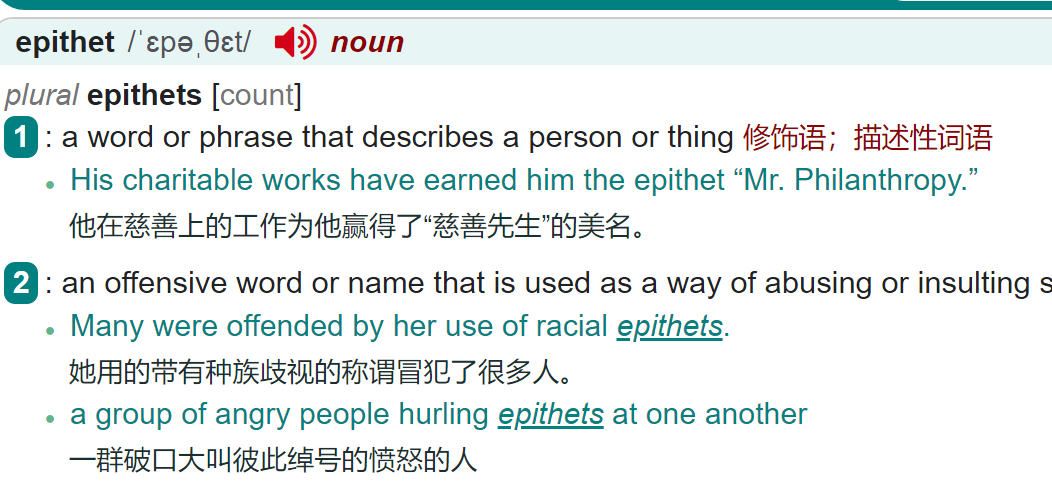 epithet /ˈɛpəˌθɛt/ noun
plural epithets [count]
1 : a word or phrase that describes a person or thing 修饰语；描述性词语
• His charitable works have earned him the epithet “Mr. Philanthropy.”
他在慈善上的工作为他赢得了“慈善先生”的美名。
2 : an offensive word or name that is used as a way of abusing or insulting s
• Many were offended by her use of racial epithets.
她用的带有种族歧视的称谓冒犯了很多人。
• a group of angry people hurling epithets at one another
一群破口大叫彼此绰号的愤怒的人